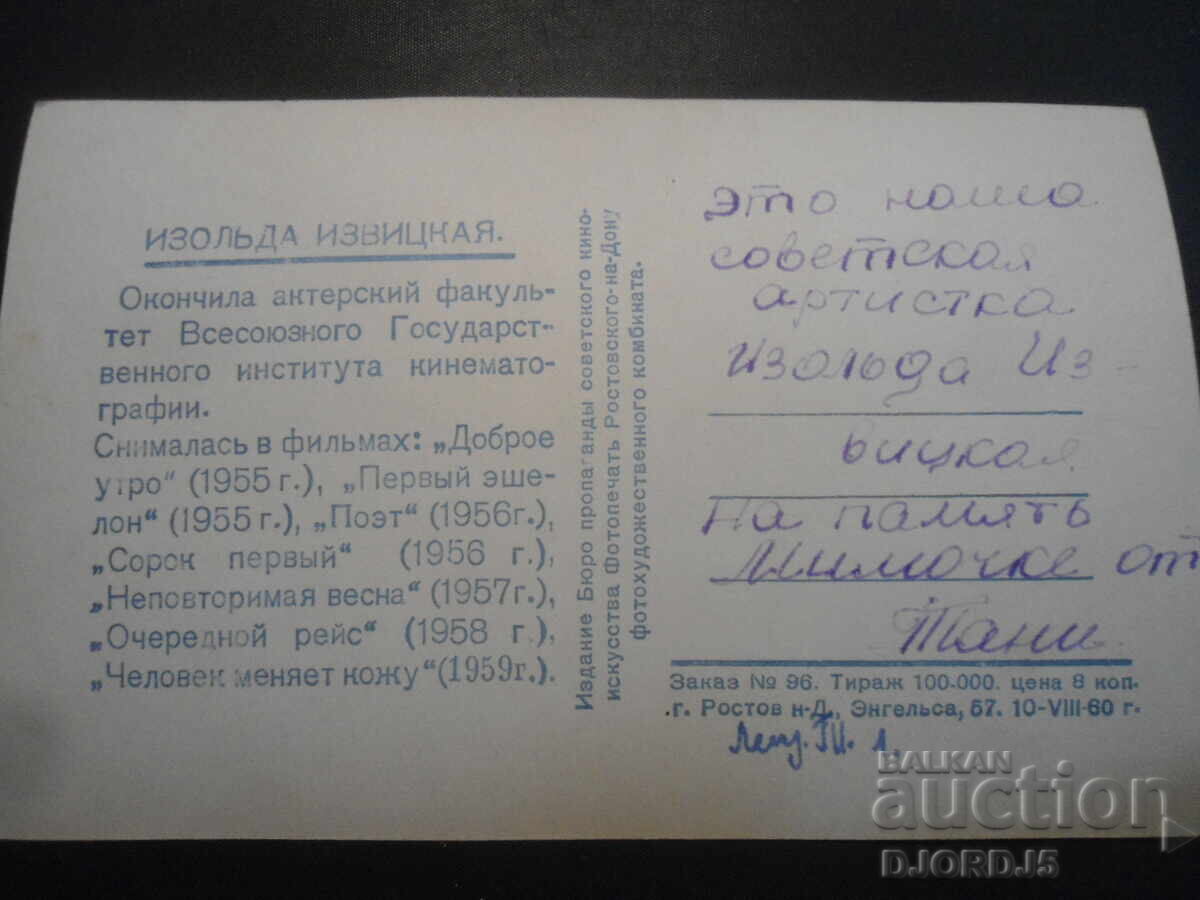 ИЗОЛЬДА ИЗВИЦКАЯ.
Окончила актерский факуль-
тет Всесоюзного Государст-
венного института кинемато-
графии.
Снималась в фильмах: „Доброе
утро" (1955 г.), „Первый эше-
лон" (1955 г.), „Поэт" (1956г.),
„Сорок первый" (1956 г.),
„Неповторимая весна" (1957г.),
„Очередной рейс" (1958 г.),
„Человек меняет кожу" (1959г.).
Издание Бюро пропаганды советского кино-
искусства Фотопечать Ростовского-на-Дону
фотохудожественного комбината.
Это наша
советская
артистка
Изольда Из-
вицкая
На память
Мимочке от
Тани
Заказ № 96. Тираж 100.000. цена 8 коп.
г. Ростов н-Д., Энгельса, 57. 10-VIII-60 г.
BALKAN
auction
DJORDJ5